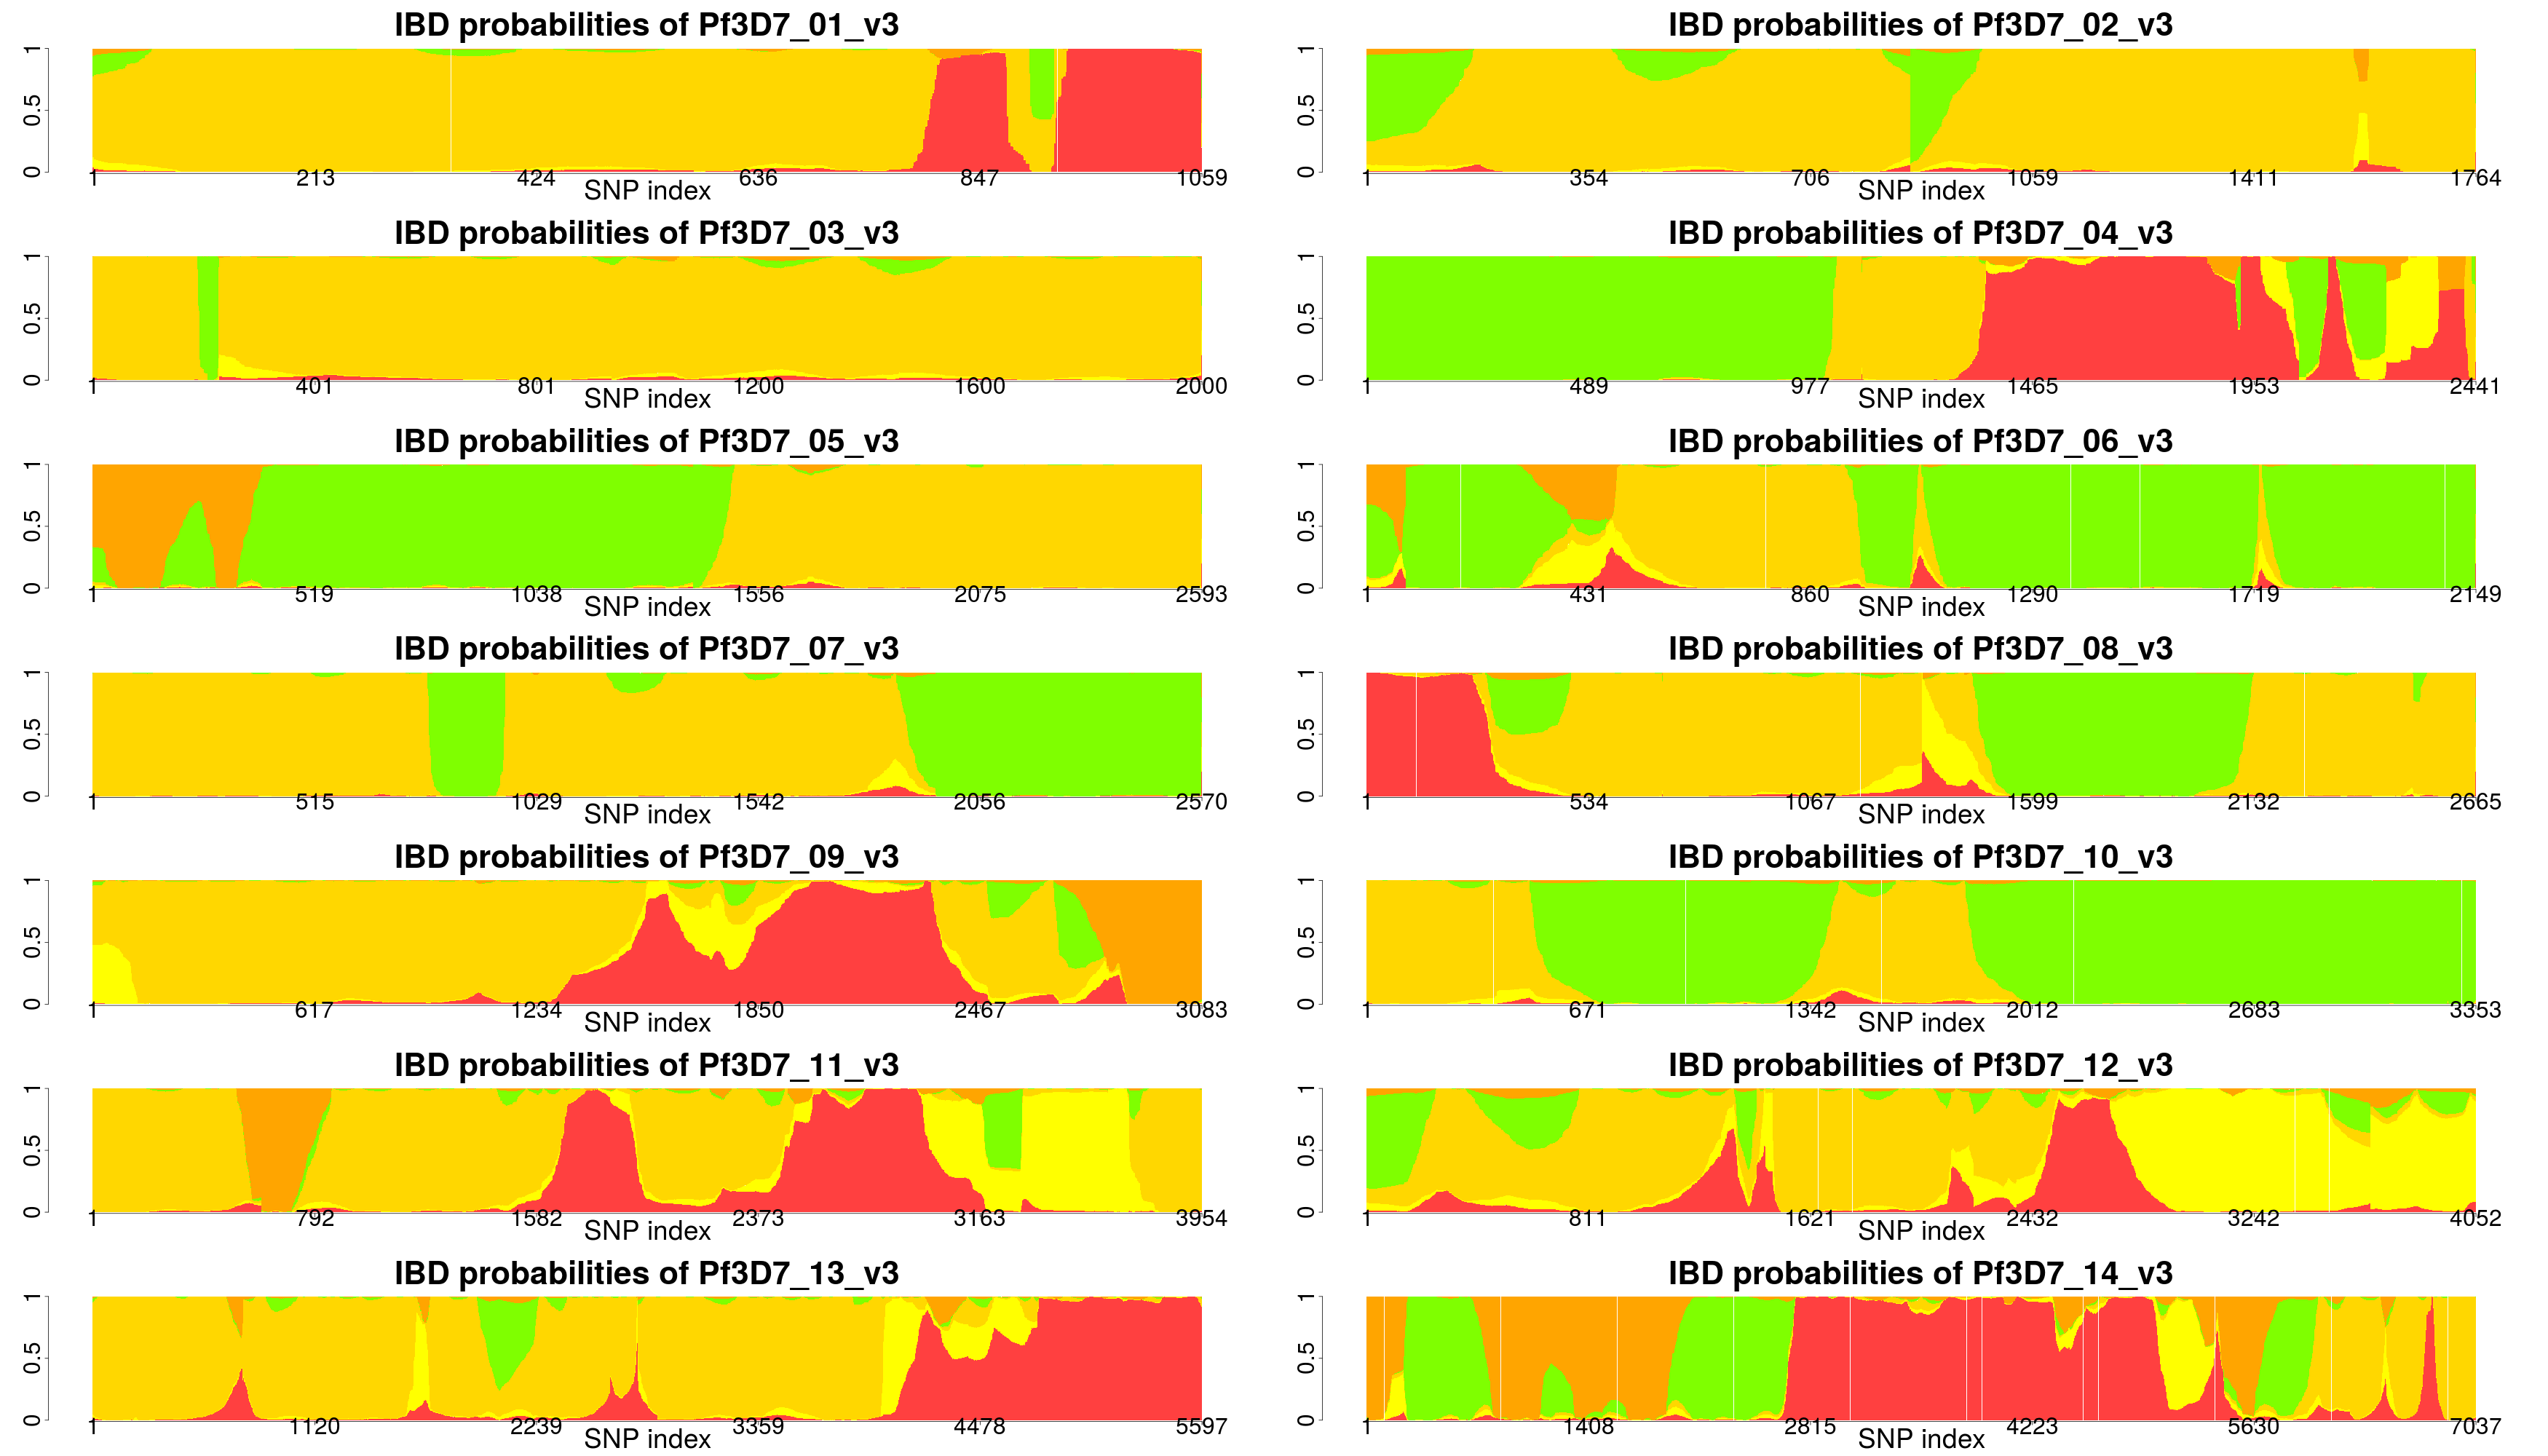 IBD probabilities of Pf3D7_01_v3
1
0.5
0
1 213 424 636 847 1059
SNP index
IBD probabilities of Pf3D7_02_v3
1
0.5
0
1 354 706 1059 1411 1764
SNP index
IBD probabilities of Pf3D7_03_v3
1
0.5
0
1 401 801 1200 1600 2000
SNP index
IBD probabilities of Pf3D7_04_v3
1
0.5
0
1 489 977 1465 1953 2441
SNP index
IBD probabilities of Pf3D7_05_v3
1
0.5
0
1 519 1038 1556 2075 2593
SNP index
IBD probabilities of Pf3D7_06_v3
1
0.5
0
1 431 860 1290 1719 2149
SNP index
IBD probabilities of Pf3D7_07_v3
1
0.5
0
1 515 1029 1542 2056 2570
SNP index
IBD probabilities of Pf3D7_08_v3
1
0.5
0
1 534 1067 1599 2132 2665
SNP index
IBD probabilities of Pf3D7_09_v3
1
0.5
0
1 617 1234 1850 2467 3083
SNP index
IBD probabilities of Pf3D7_10_v3
1
0.5
0
1 671 1342 2012 2683 3353
SNP index
IBD probabilities of Pf3D7_11_v3
1
0.5
0
1 792 1582 2373 3163 3954
SNP index
IBD probabilities of Pf3D7_12_v3
1
0.5
0
1 811 1621 2432 3242 4052
SNP index
IBD probabilities of Pf3D7_13_v3
1
0.5
0
1 1120 2239 3359 4478 5597
SNP index
IBD probabilities of Pf3D7_14_v3
1
0.5
0
1 1408 2815 4223 5630 7037
SNP index